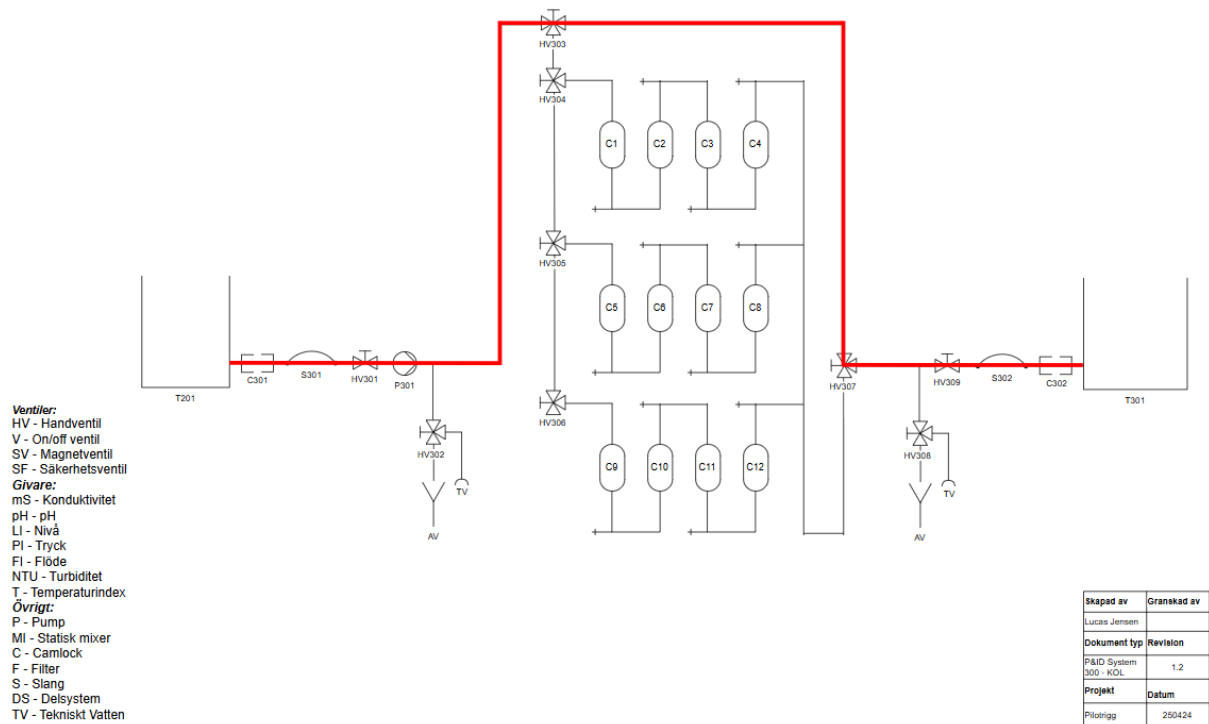 HV303
HV304
C1
C2
C3
C4
HV305
C5
C6
C7
C8
C301
S301
HV301
P301
HV307
HV309
S302
C302
T201
T301
HV306
HV302
TV
AV
C9
C10
C11
C12
HV308
TV
AV
Ventiler:
HV - Handventil
V - On/off ventil
SV - Magnetventil
SF - Säkerhetsventil
Givare:
mS - Konduktivitet
pH - pH
LI - Nivå
PI - Tryck
FI - Flöde
NTU - Turbiditet
T - Temperaturindex
Övrigt:
P - Pump
MI - Statisk mixer
C - Camlock
F - Filter
S - Slang
DS - Delsystem
TV - Tekniskt Vatten
Skapad av Granskad av
Lucas Jensen
Dokument typ Revision
P&ID System
300 - KOL
1.2
Projekt Datum
Pilotrigg 250424